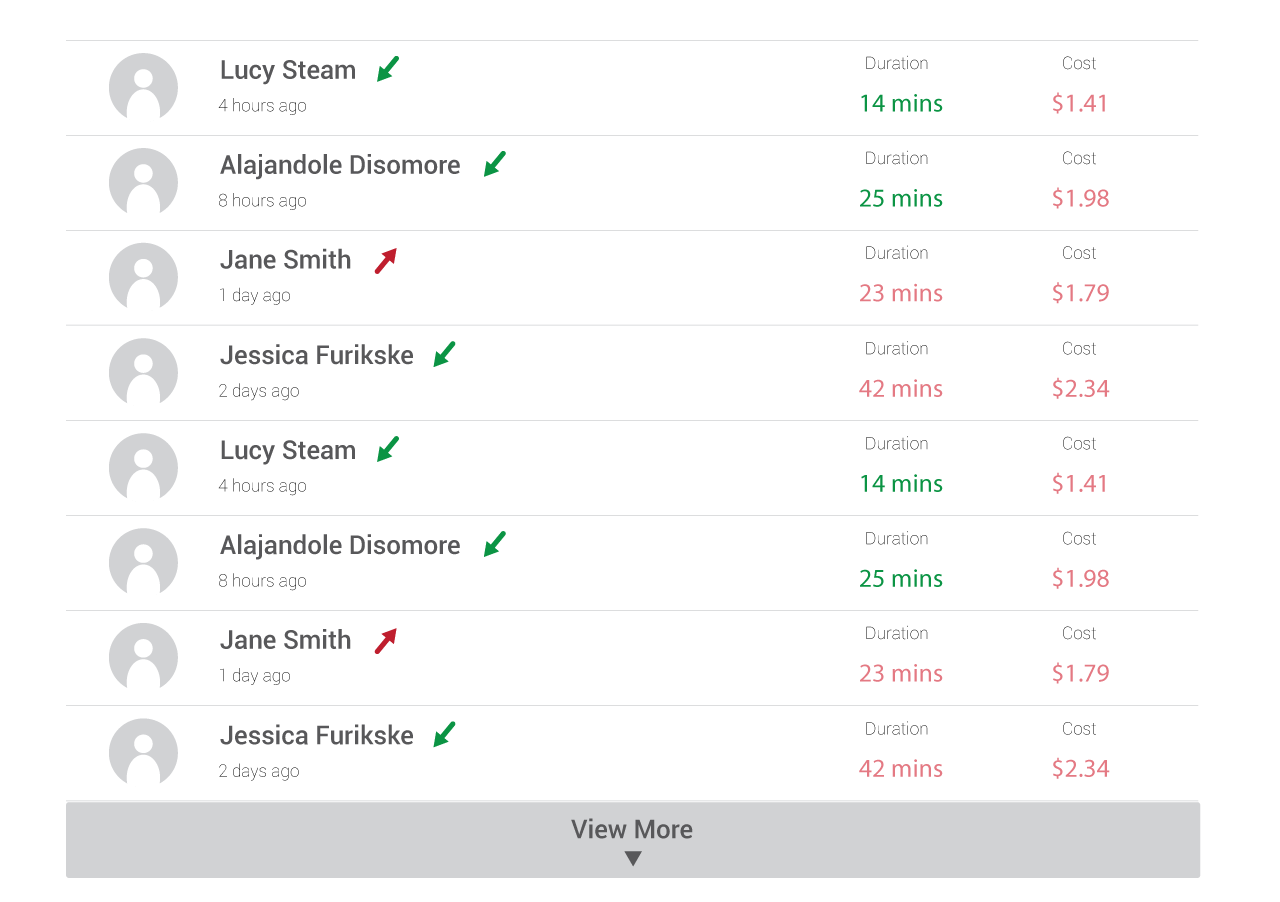 Lucy Steam Duration Cost
4 hours ago 14 mins $1.41
Alajandole Disomore Duration Cost
8 hours ago 25 mins $1.98
Jane Smith Duration Cost
1 day ago 23 mins $1.79
Jessica Furikske Duration Cost
2 days ago 42 mins $2.34
Lucy Steam Duration Cost
4 hours ago 14 mins $1.41
Alajandole Disomore Duration Cost
8 hours ago 25 mins $1.98
Jane Smith Duration Cost
1 day ago 23 mins $1.79
Jessica Furikske Duration Cost
2 days ago 42 mins $2.34
View More